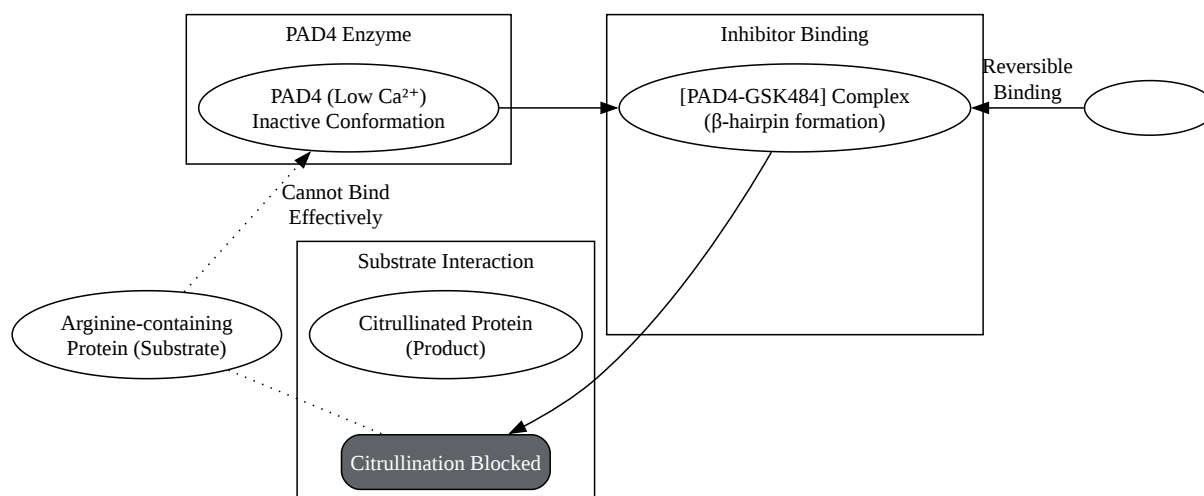 PAD4 Enzyme
PAD4 (Low Ca²⁺)
Inactive Conformation
Inhibitor Binding
[PAD4-GSK484] Complex
(β-hairpin formation)
Reversible
Binding
Cannot Bind
Effectively
Substrate Interaction
Arginine-containing
Protein (Substrate)
Citrullinated Protein
(Product)
Citrullination Blocked